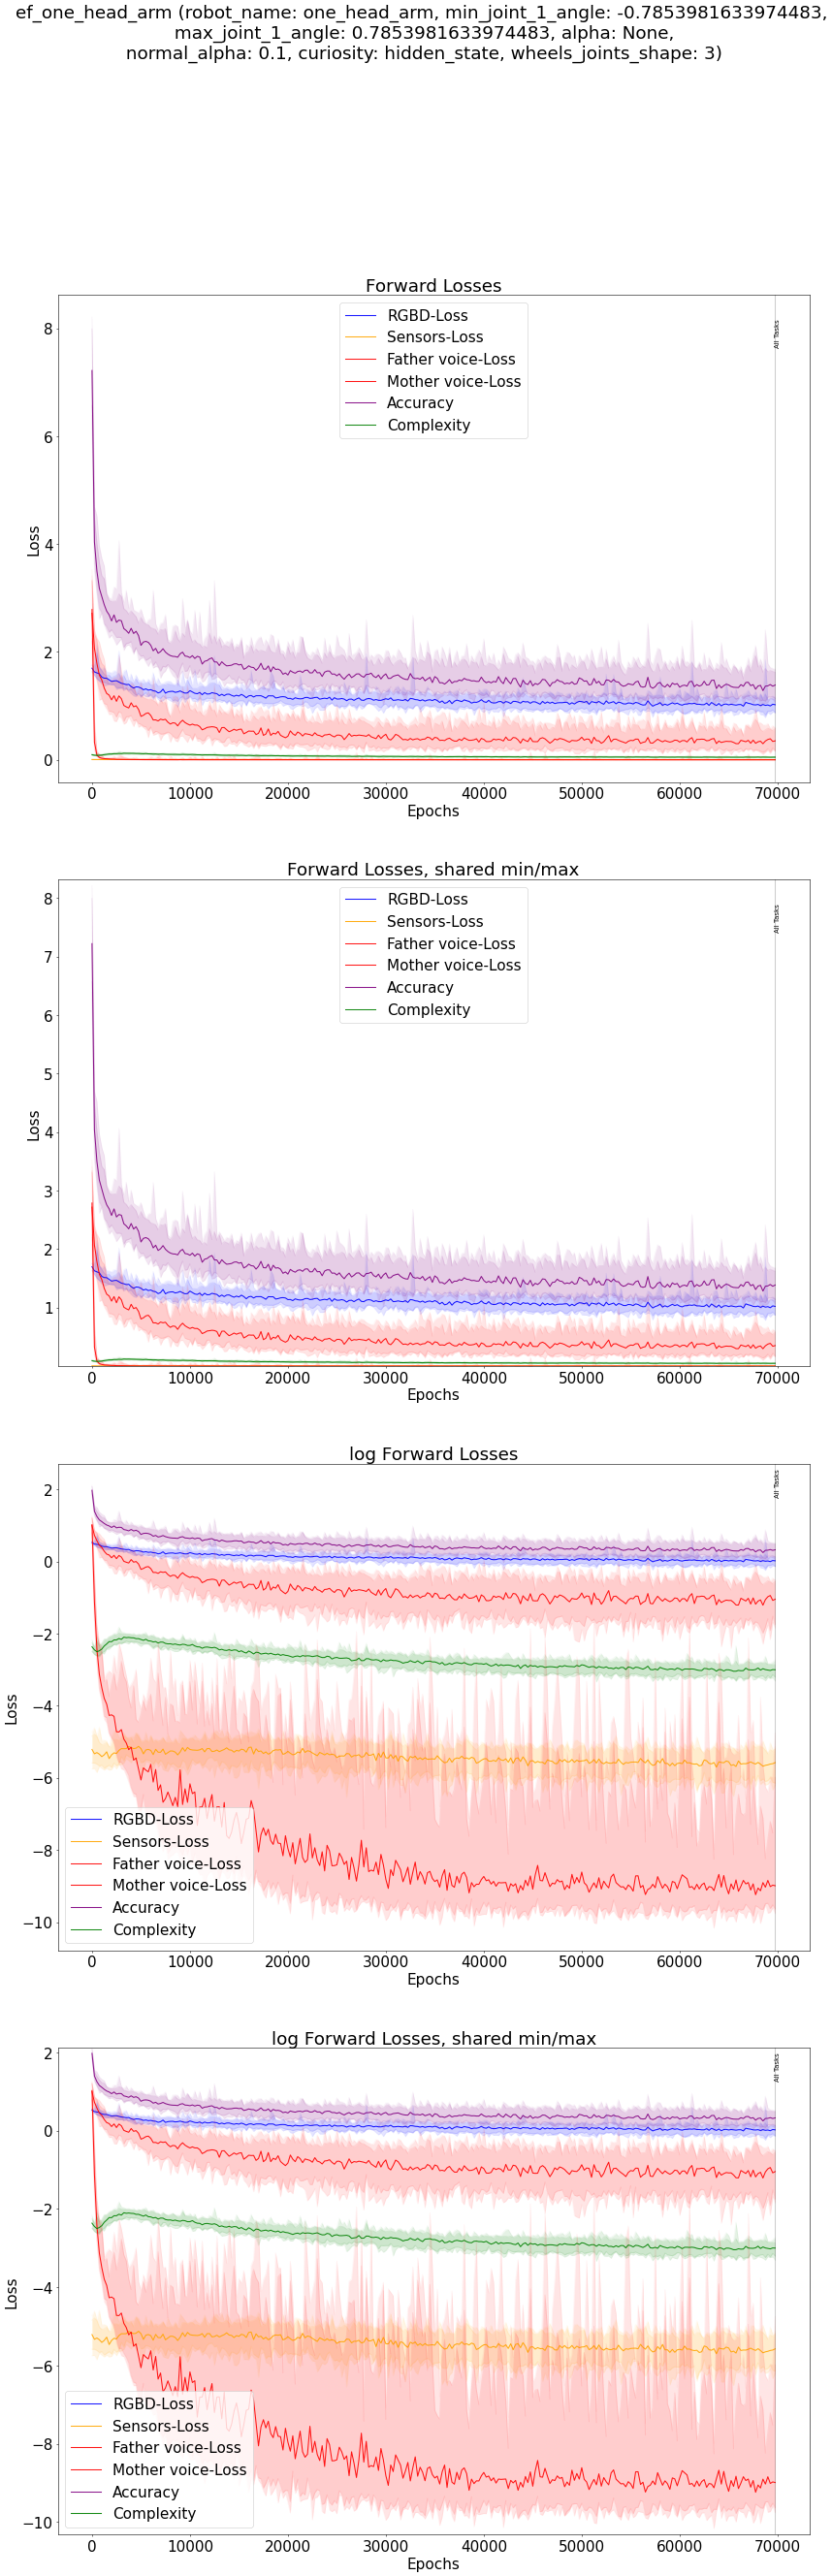 ef_one_head_arm (robot_name: one_head_arm, min_joint_1_angle: -0.7853981633974483,
max_joint_1_angle: 0.7853981633974483, alpha: None,
normal_alpha: 0.1, curiosity: hidden_state, wheels_joints_shape: 3)
Forward Losses
RGBD-Loss
Sensors-Loss
Father voice-Loss
Mother voice-Loss
Accuracy
Complexity
All Tasks
8
6
4
2
0
Loss
0 10000 20000 30000 40000 50000 60000 70000
Epochs
Forward Losses, shared min/max
RGBD-Loss
Sensors-Loss
Father voice-Loss
Mother voice-Loss
Accuracy
Complexity
All Tasks
8
7
6
5
4
3
2
1
Loss
0 10000 20000 30000 40000 50000 60000 70000
Epochs
log Forward Losses
All Tasks
2
0
−2
−4
−6
−8
−10
Loss
RGBD-Loss
Sensors-Loss
Father voice-Loss
Mother voice-Loss
Accuracy
Complexity
0 10000 20000 30000 40000 50000 60000 70000
Epochs
log Forward Losses, shared min/max
All Tasks
2
0
−2
−4
−6
−8
−10
Loss
RGBD-Loss
Sensors-Loss
Father voice-Loss
Mother voice-Loss
Accuracy
Complexity
0 10000 20000 30000 40000 50000 60000 70000
Epochs